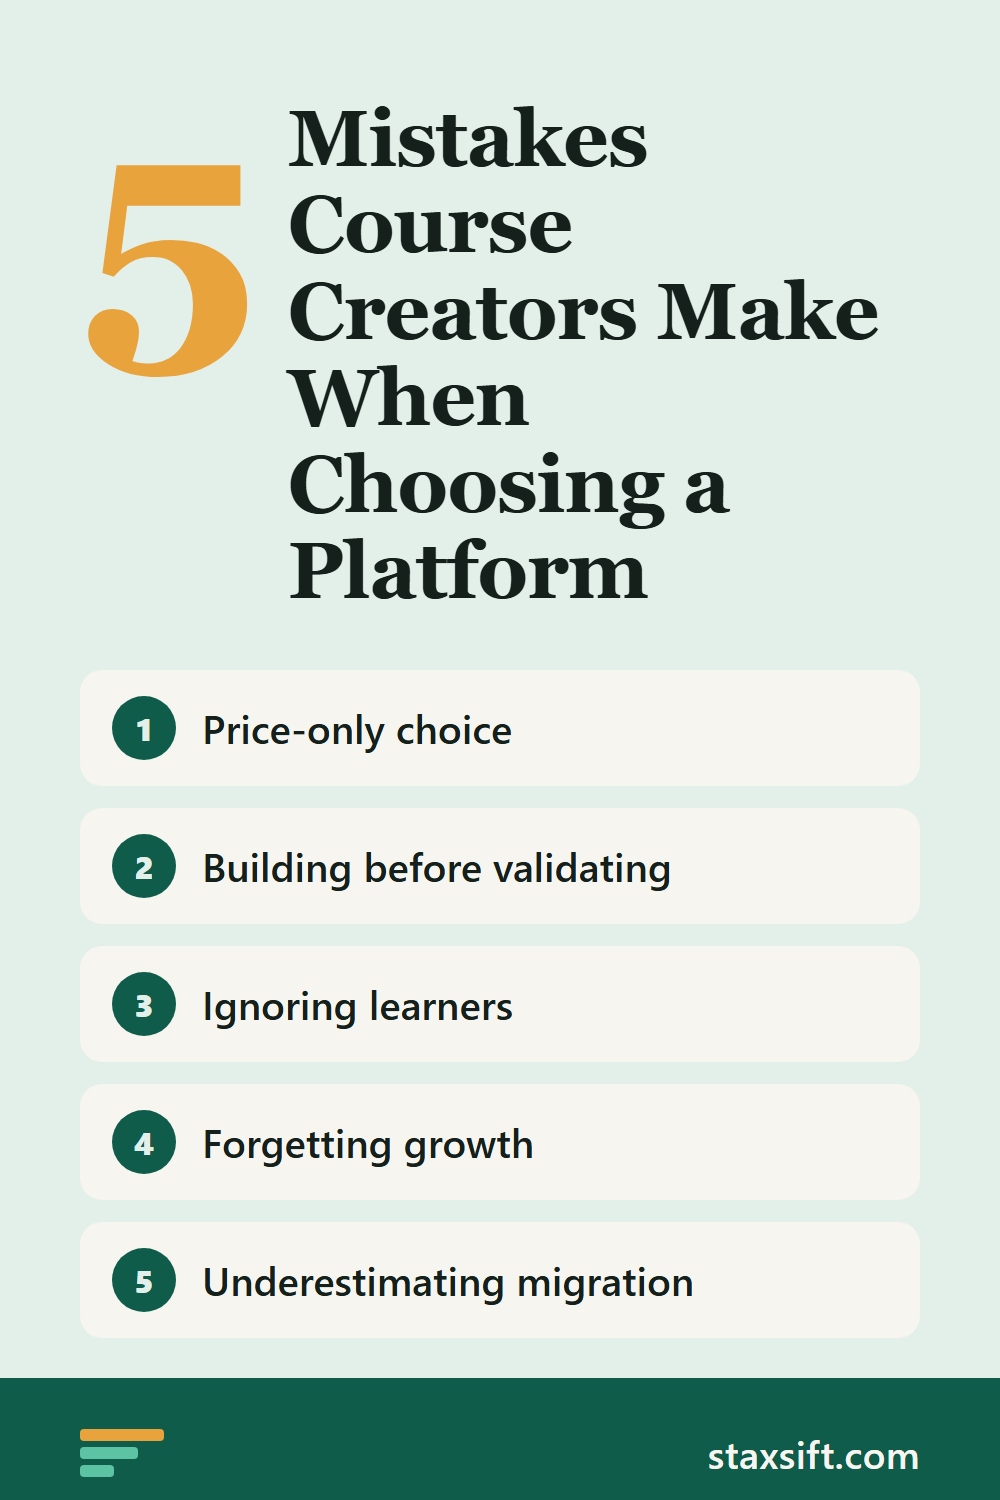 5
Mistakes
Course
Creators Make
When
Choosing a
Platform
1 Price-only choice
2 Building before validating
3 Ignoring learners
4 Forgetting growth
5 Underestimating migration
staxsift.com